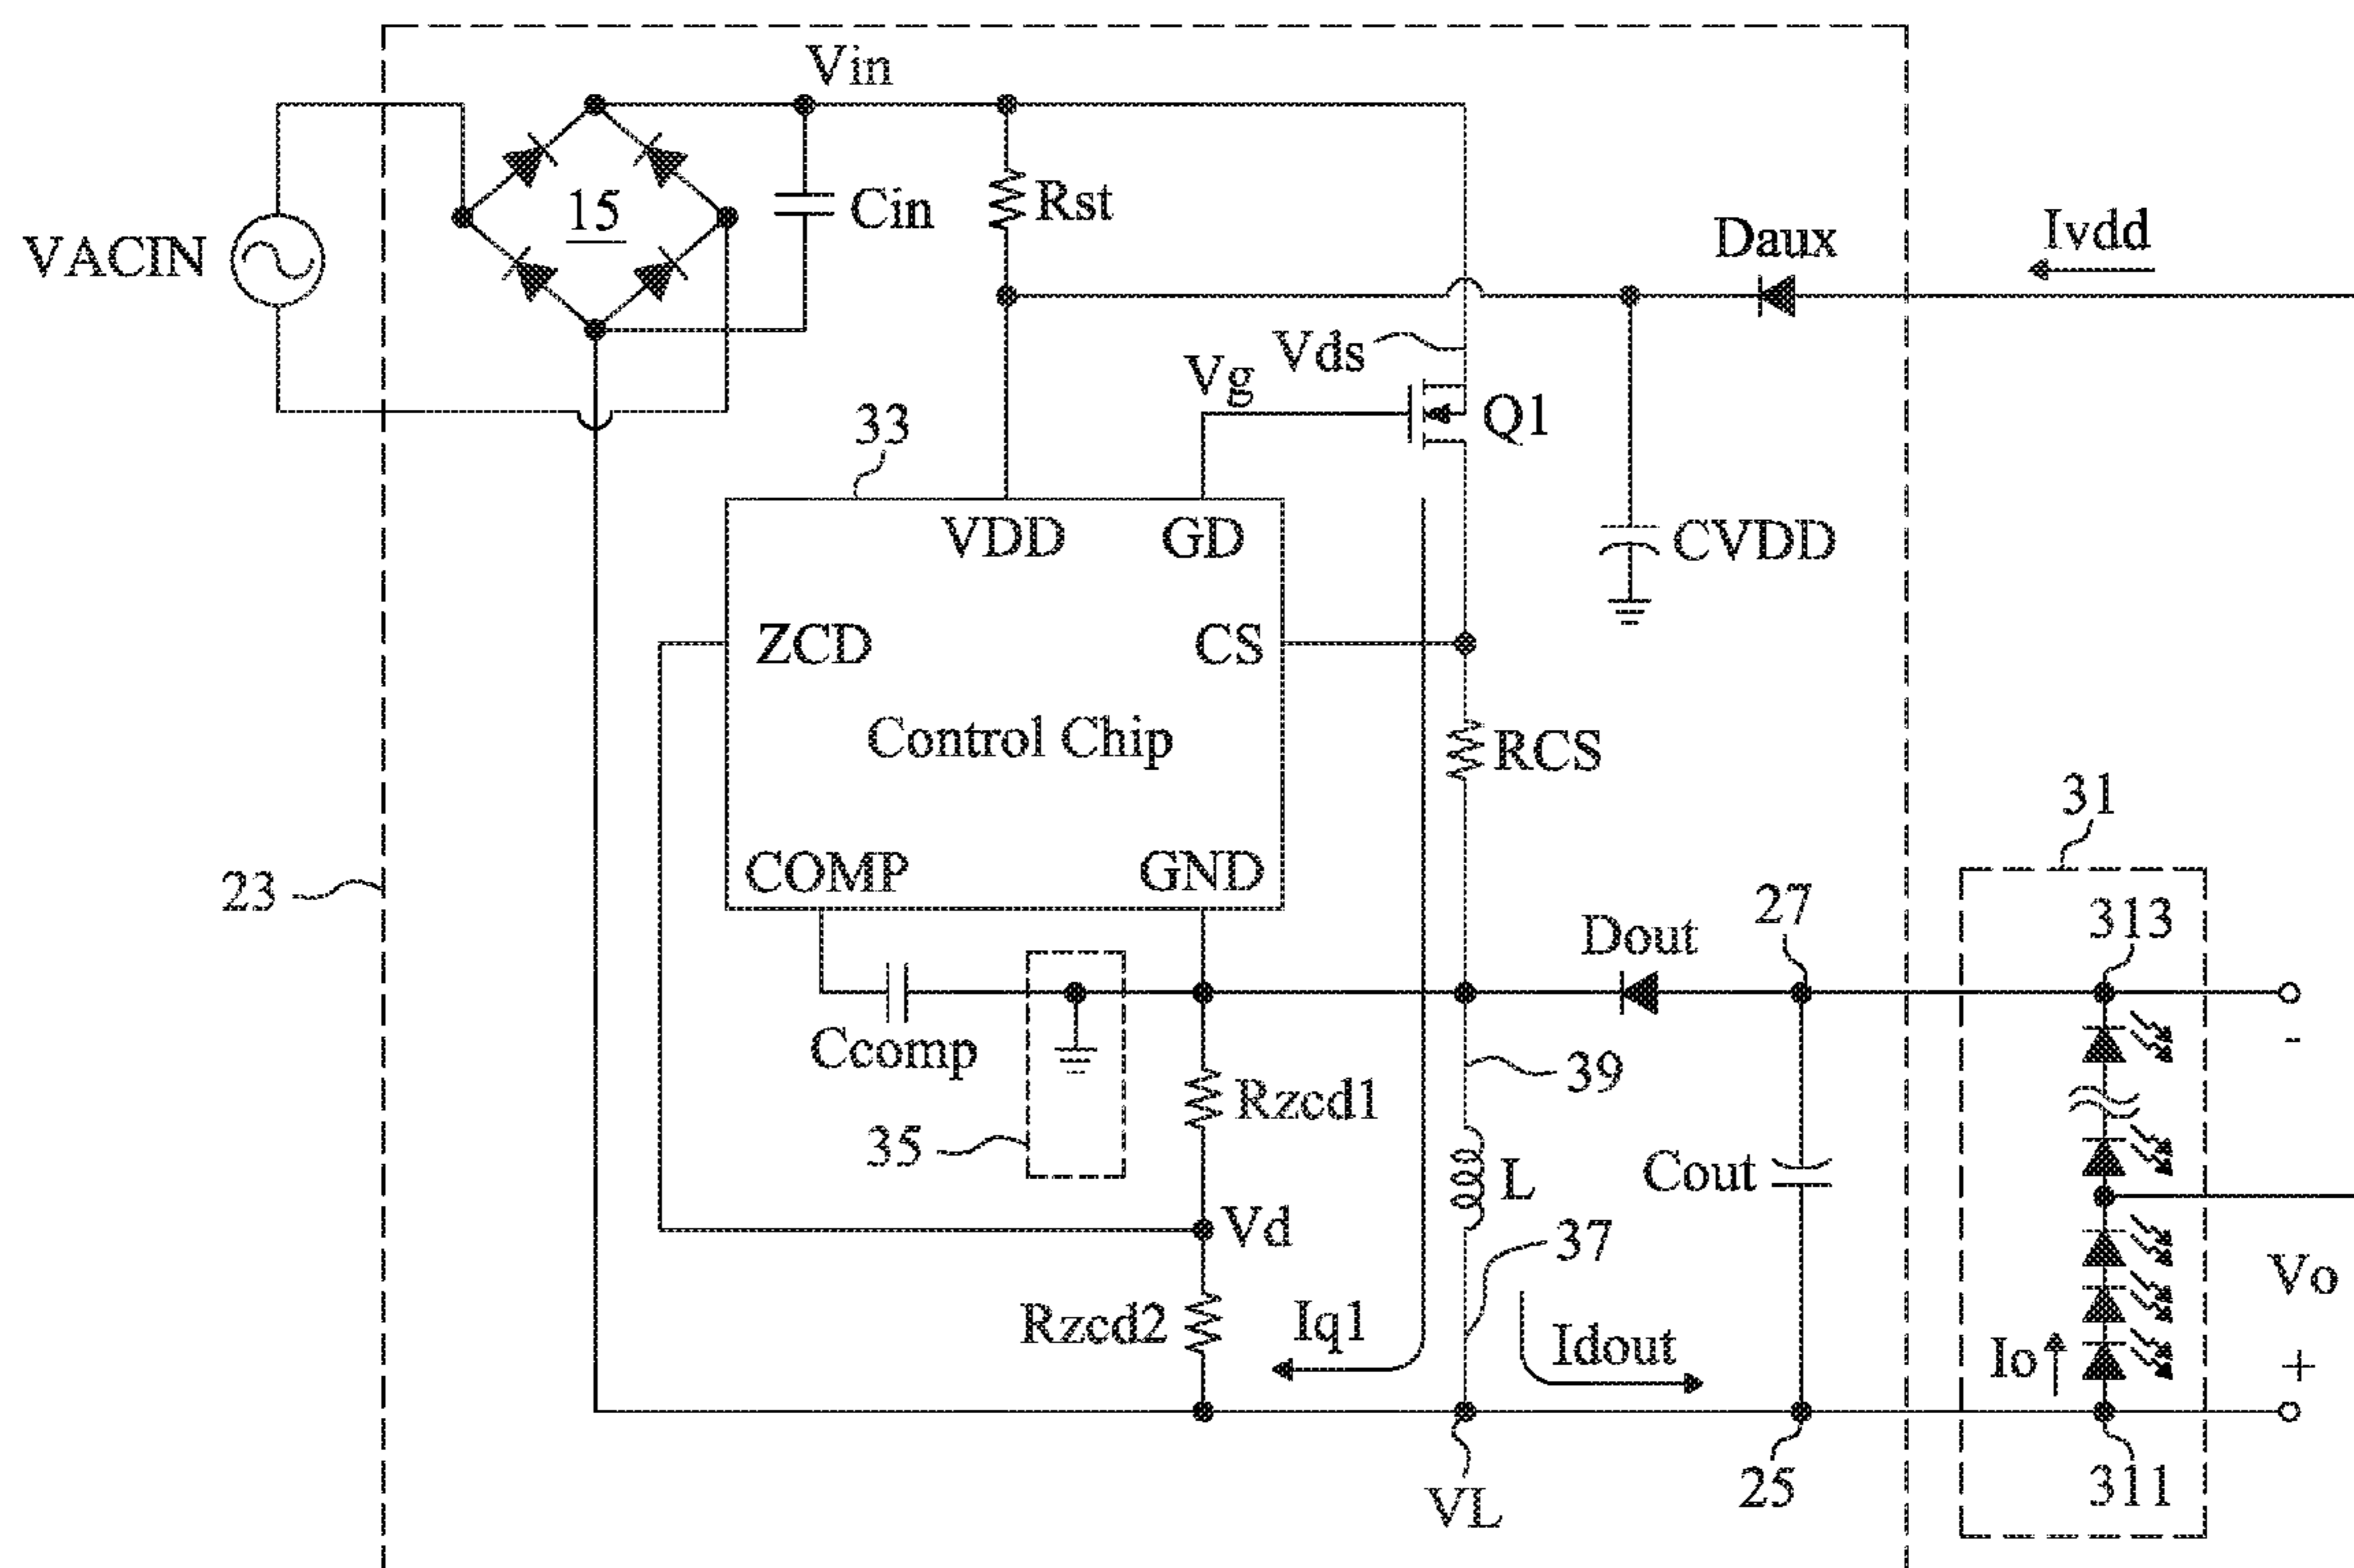 Vin
15
Cin
Rst
VACIN
Daux
Ivdd
Vds
Vg
Q1
33
VDD
GD
CVDD
ZCD
CS
Control Chip
RCS
31
23
COMP
GND
27
313
Dout
-
Ccomp
39
Rzcd1
35
Cout
L
Vd
37
Vo
Rzcd2
Iq1
Idout
Io
+
25
311
VL